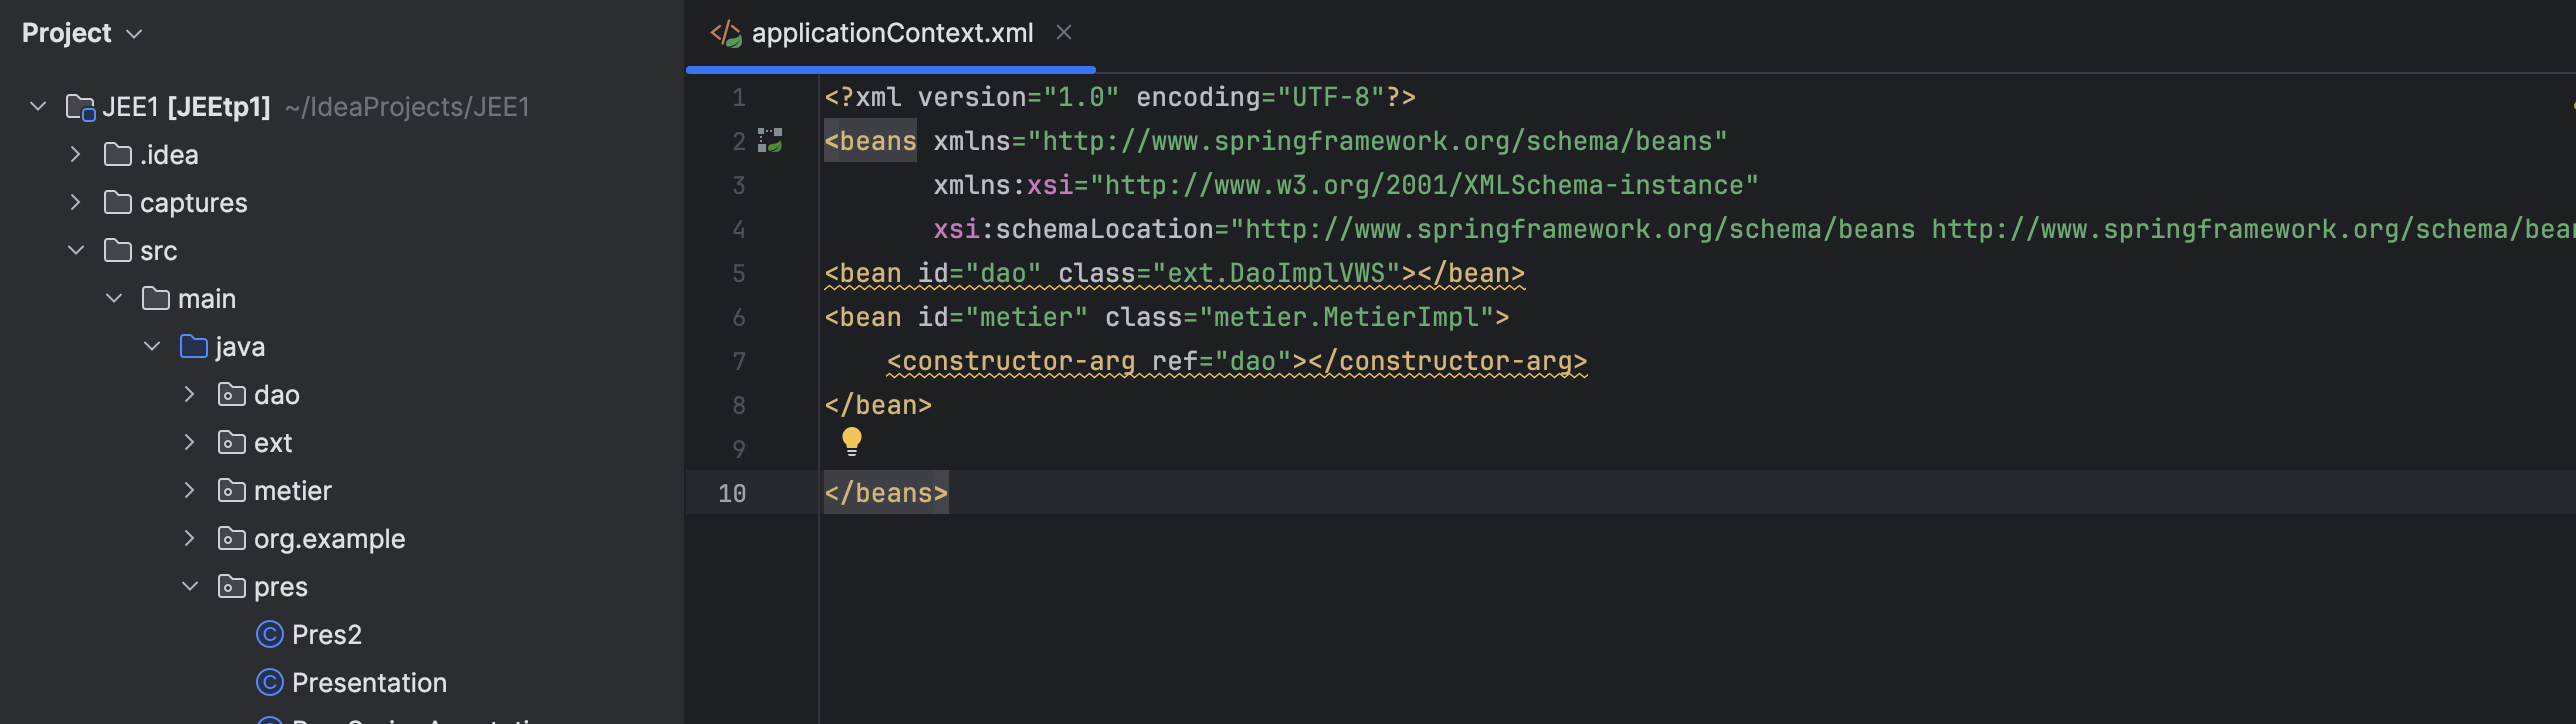 Project
JEE1 [JEEtp1] ~/IdeaProjects/JEE1
.idea
captures
src
main
java
dao
ext
metier
org.example
pres
Pres2
Presentation
applicationContext.xml
1 <?xml version="1.0" encoding="UTF-8"?>
2 <beans xmlns="http://www.springframework.org/schema/beans"
3 xmlns:xsi="http://www.w3.org/2001/XMLSchema-instance"
4 xsi:schemaLocation="http://www.springframework.org/schema/beans http://www.springframework.org/schema/bea
5 <bean id="dao" class="ext.DaoImplVWS"></bean>
6 <bean id="metier" class="metier.MetierImpl">
7 <constructor-arg ref="dao"></constructor-arg>
8 </bean>
9
10 </beans>